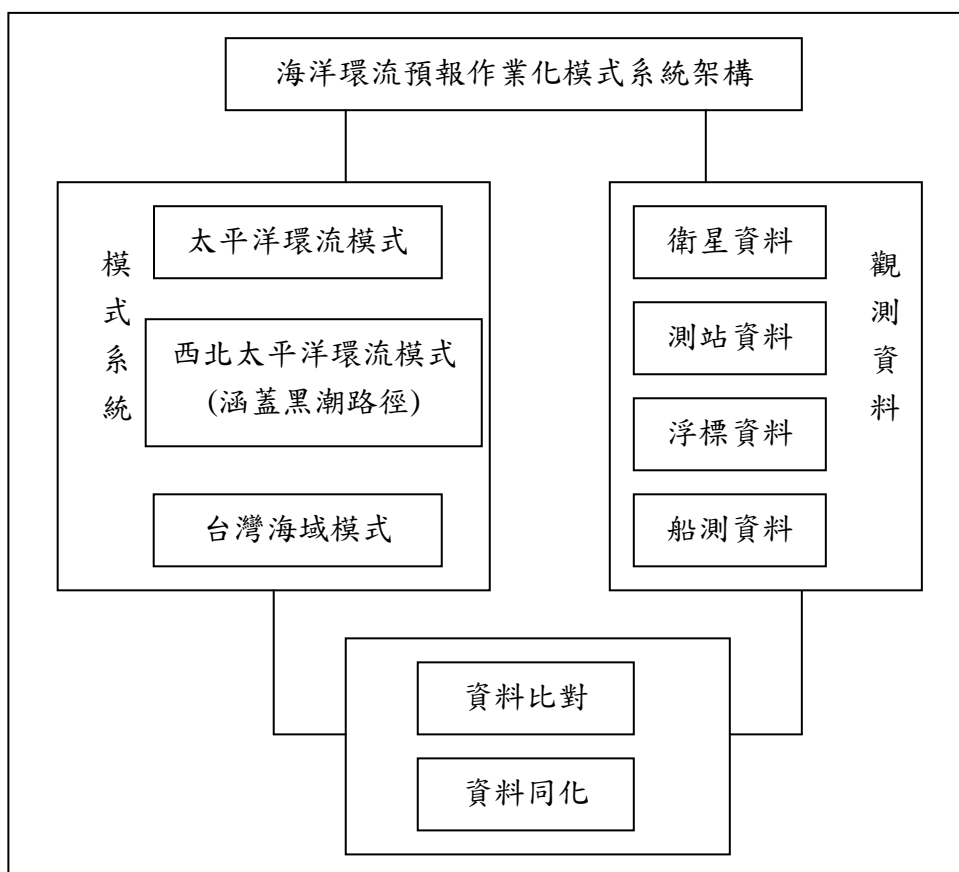 海洋環流預報作業化模式系統架構
模式系統
太平洋環流模式
西北太平洋環流模式
(涵蓋黑潮路徑)
台灣海域模式
觀測資料
衛星資料
測站資料
浮標資料
船測資料
資料比對
資料同化